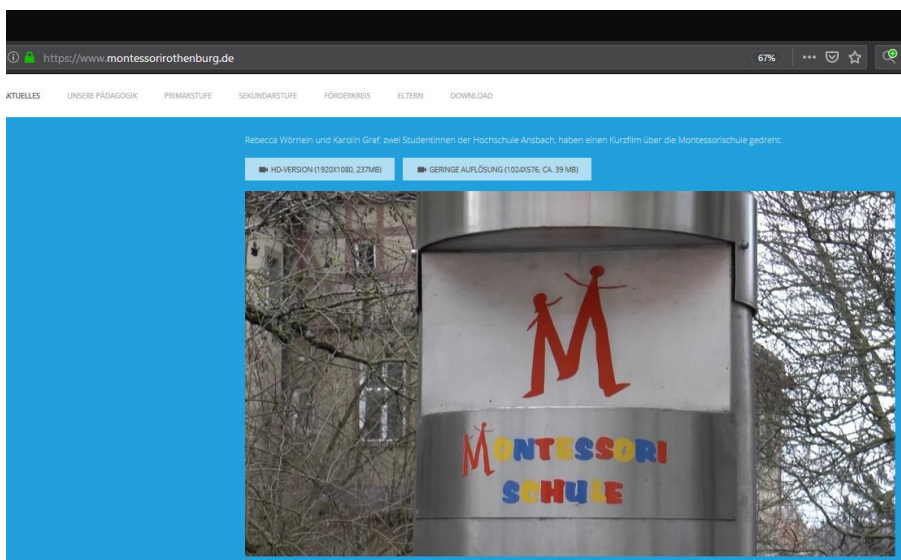 https://www.montessorirothenburg.de 67%
AKTUELLES UNSERE PÄDAGOGIK PRIMARSTUFE SEKUNDARSTUFE FÖRDERKREIS ELTERN DOWNLOAD
Rebecca Wörrlein und Karolin Graf, zwei Studentinnen der Hochschule Ansbach, haben einen Kurzfilm über die Montessorischule gedreht:
HD-VERSION (1920X1080, 237MB) GERINGE AUFLÖSUNG (1024X576, CA. 39 MB)
M
MONTESSORI
SCHULE